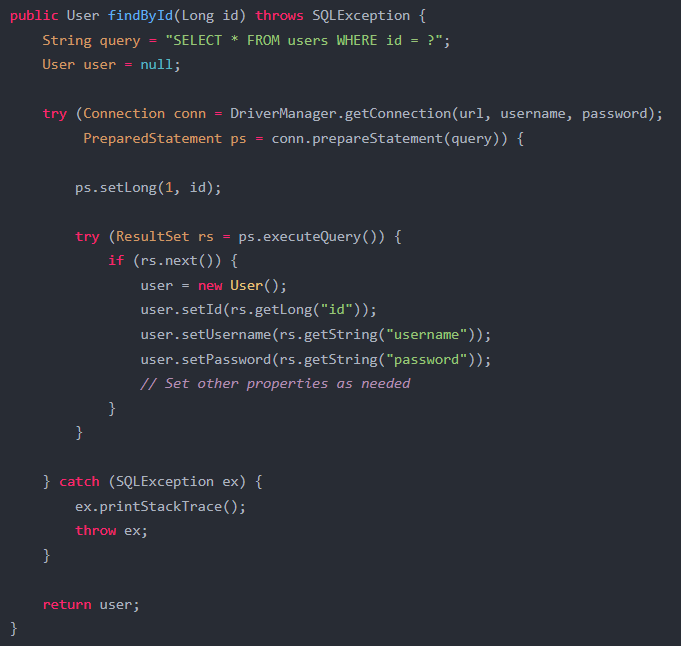 public User findById(Long id) throws SQLException {
    String query = "SELECT * FROM users WHERE id = ?";
    User user = null;

    try (Connection conn = DriverManager.getConnection(url, username, password);
         PreparedStatement ps = conn.prepareStatement(query)) {

        ps.setLong(1, id);

        try (ResultSet rs = ps.executeQuery()) {
            if (rs.next()) {
                user = new User();
                user.setId(rs.getLong("id"));
                user.setUsername(rs.getString("username"));
                user.setPassword(rs.getString("password"));
                // Set other properties as needed
            }
        }

    } catch (SQLException ex) {
        ex.printStackTrace();
        throw ex;
    }

    return user;
}